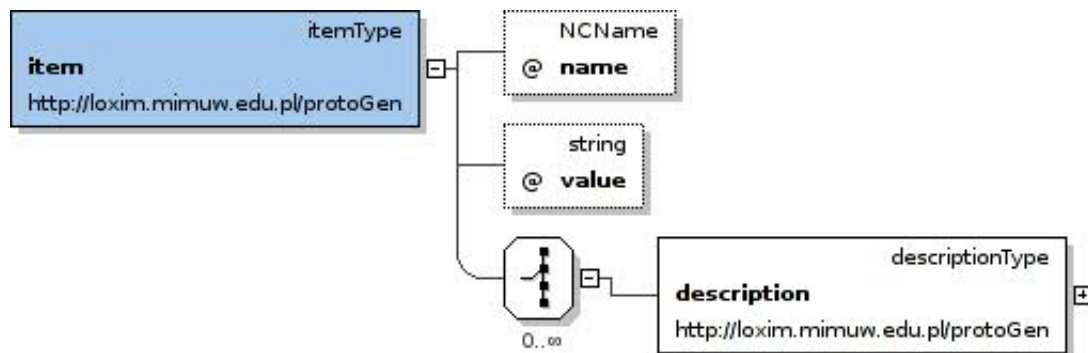 itemType
item
http://loxim.mimuw.edu.pl/protoGen
NCName
@ name
string
@ value
0..∞
descriptionType
description
http://loxim.mimuw.edu.pl/protoGen